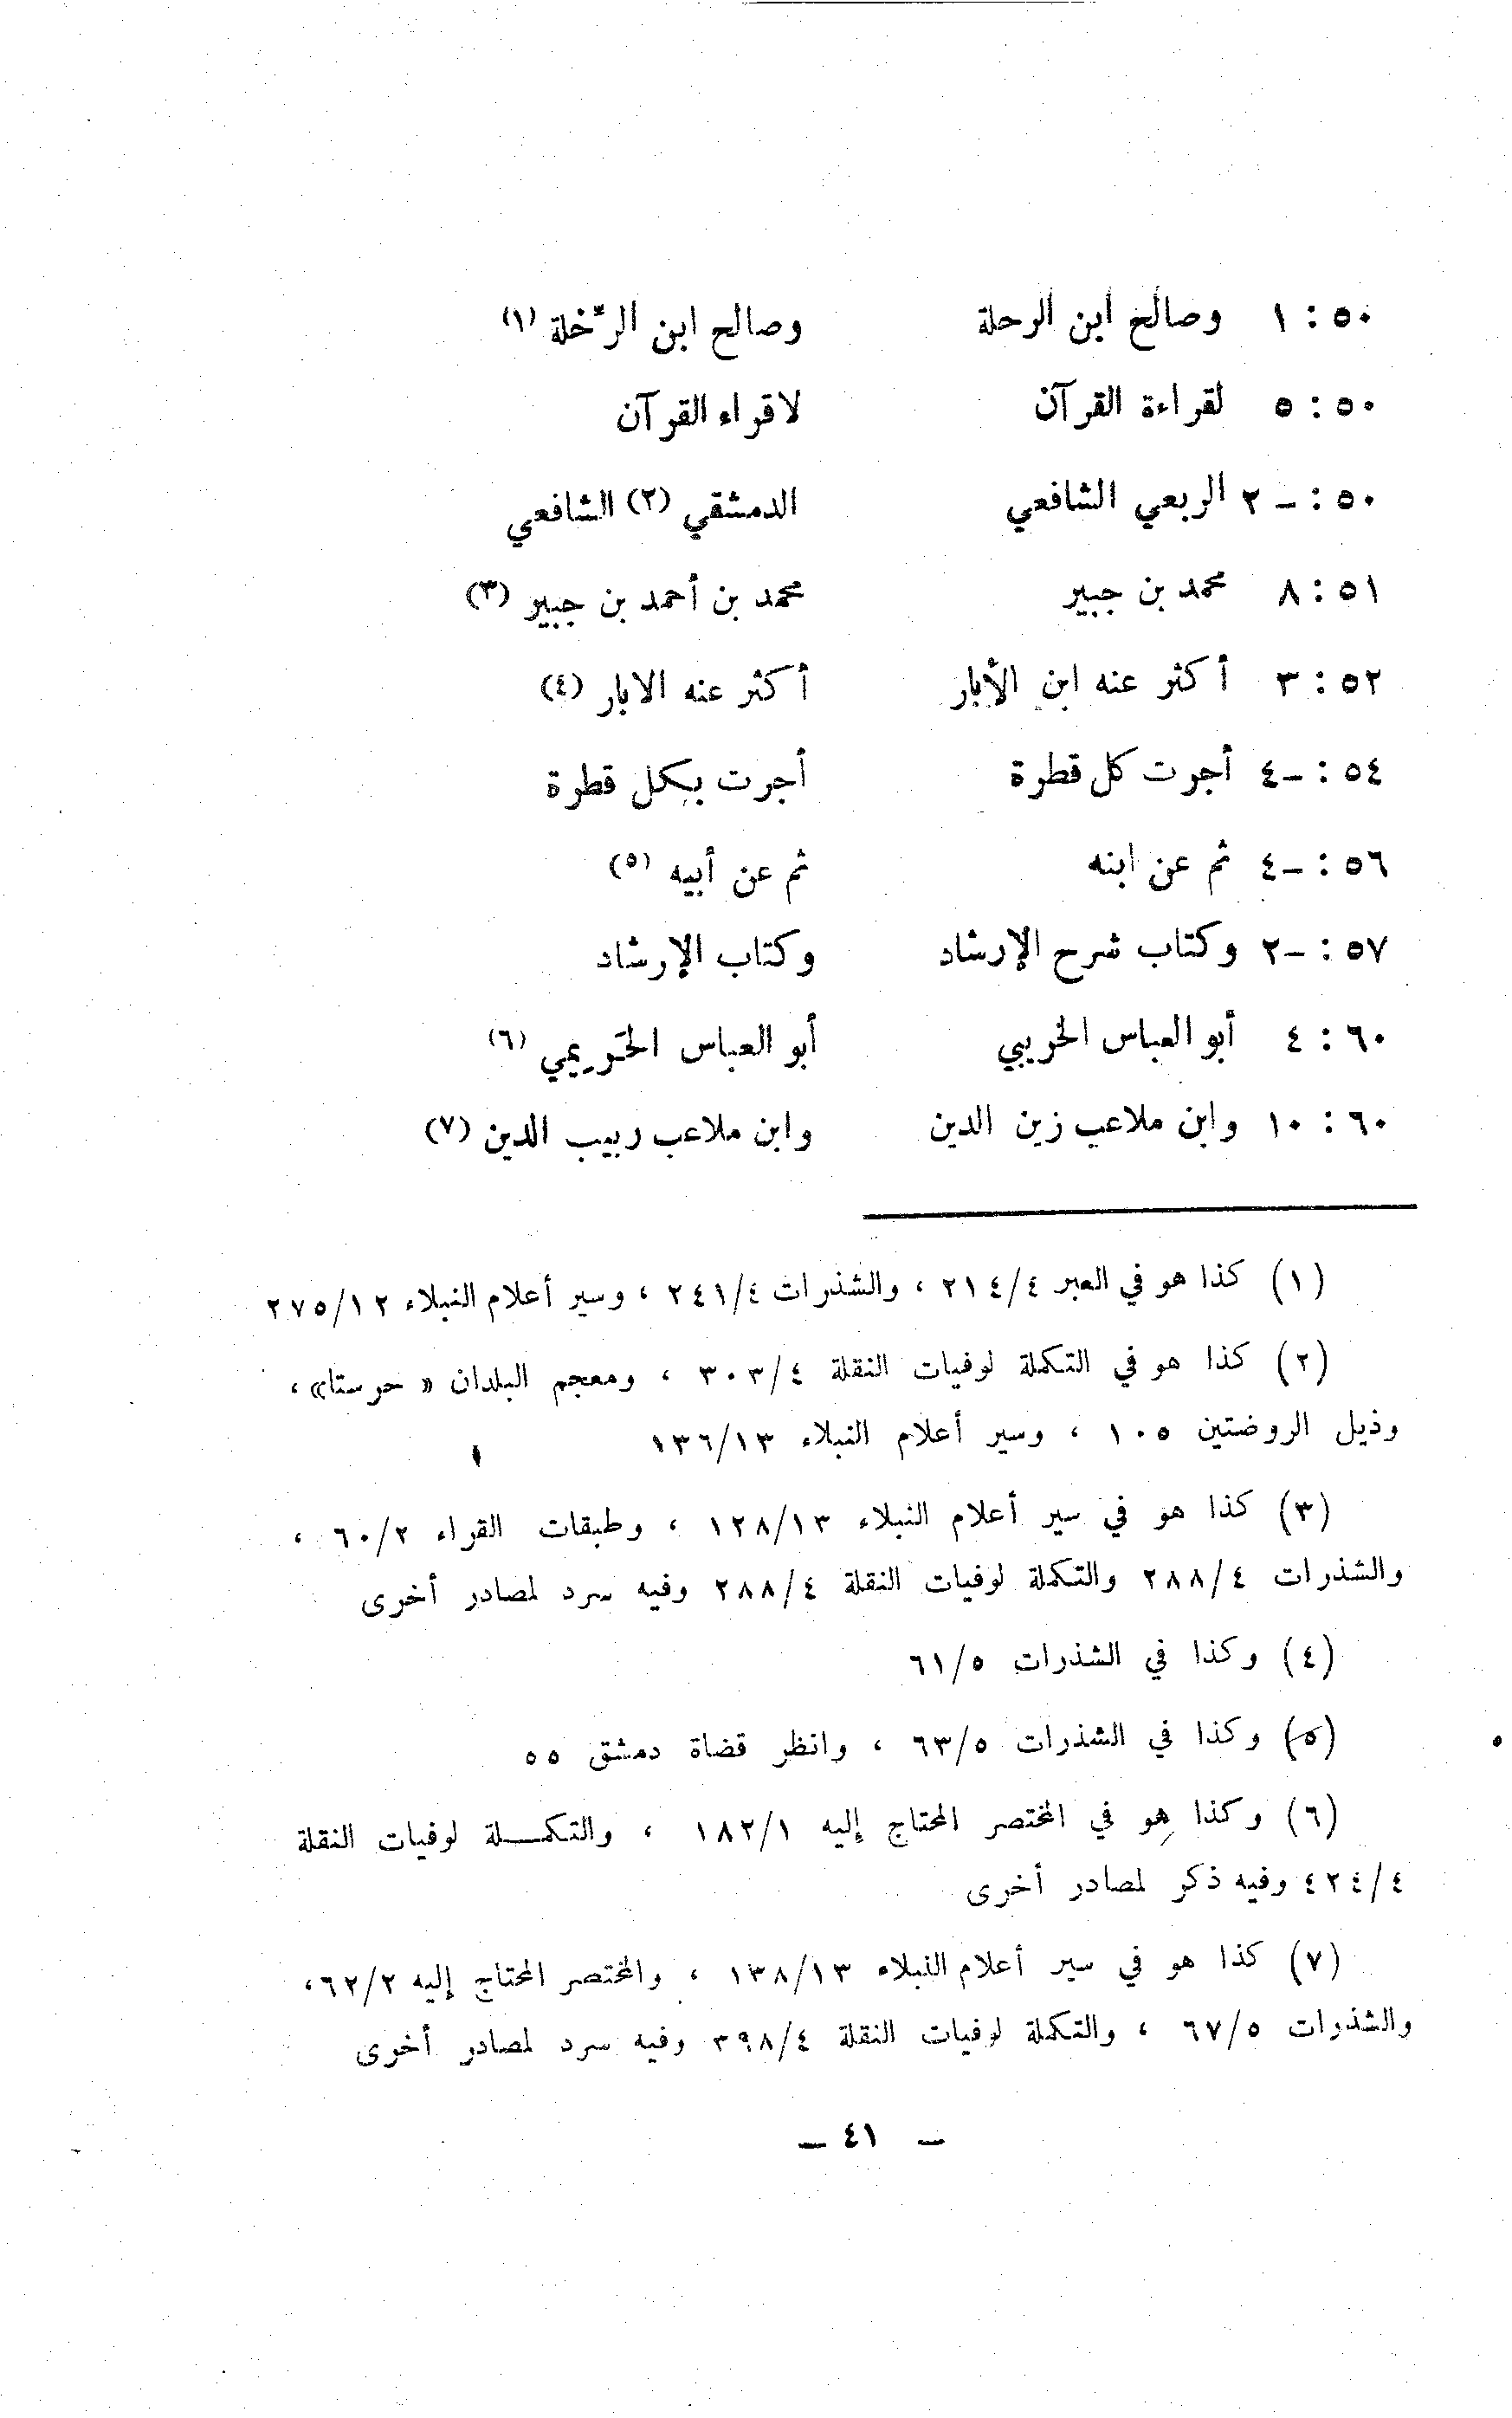 ٥٠ : ١ وصالح ابن الرحلة وصالح ابن الرّخلة (١)
٥٠ : ٥ لقراءة القرآن لاقراء القرآن
٥٠ : -٢ الربعي الشافعي الدمشقي (٢) الشافعي
٥١ : ٨ محمد بن جبير محمد بن أحمد بن جبير (٣)
٥٢ : ٣ أكثر عنه ابن الأبار أكثر عنه الابار (٤)
٥٤ : -٤ أجرت كل قطرة أجرت بكل قطرة
٥٦ : -٤ ثم عن ابنه ثم عن أبيه (٥)
٥٧ : -٢ وكتاب شرح الإرشاد وكتاب الإرشاد
٦٠ : ٤ أبو العباس الخريبي أبو العباس الحَرِيمي (٦)
٦٠ : ١٠ وابن ملاعب زين الدين وابن ملاعب ربيب الدين (٧)
(١) كذا هو في العبر ٢١٤/٤ ، والشذرات ٢٤١/٤ ، وسير أعلام النبلاء ٢٧٥/١٢
(٢) كذا هو في التكملة لوفيات النقلة ٣٠٣/٤ ، ومعجم البلدان « حرستا» ،
وذيل الروضتين ١٠٥ ، وسير أعلام النبلاء ١٣٦/١٣
(٣) كذا هو في سير أعلام النبلاء ١٢٨/١٣ ، وطبقات القراء ٦٠/٢ ،
والشذرات ٢٨٨/٤ والتكملة لوفيات النقلة ٢٨٨/٤ وفيه سرد لمصادر أخرى
(٤) وكذا في الشذرات ٦١/٥
(٥) وكذا في الشذرات ٦٣/٥ ، وانظر قضاة دمشق ٥٥
(٦) وكذا هو في المختصر المحتاج إليه ١٨٢/١ ، والتكمـــلة لوفيات النقلة
٤٢٤/٤ وفيه ذكر لمصادر أخرى
(٧) كذا هو في سير أعلام النبلاء ١٣٨/١٣ ، والمختصر المحتاج إليه ٦٢/٢ ،
والشذرات ٦٧/٥ ، والتكملة لوفيات النقلة ٣٩٨/٤ وفيه سرد لمصادر أخرى
— ٤١ —